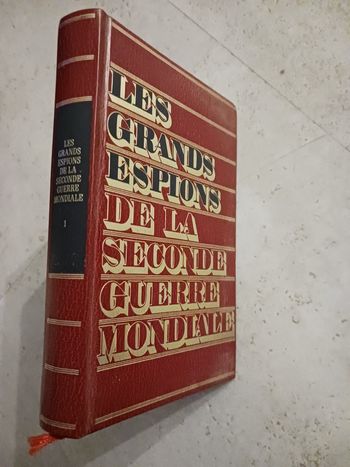 LES
GRANDS
ESPIONS
DE LA
SECONDE
GUERRE
MONDIALE
LES
GRANDS
ESPIONS
DE LA
SECONDE
GUERRE
MONDIALE
1